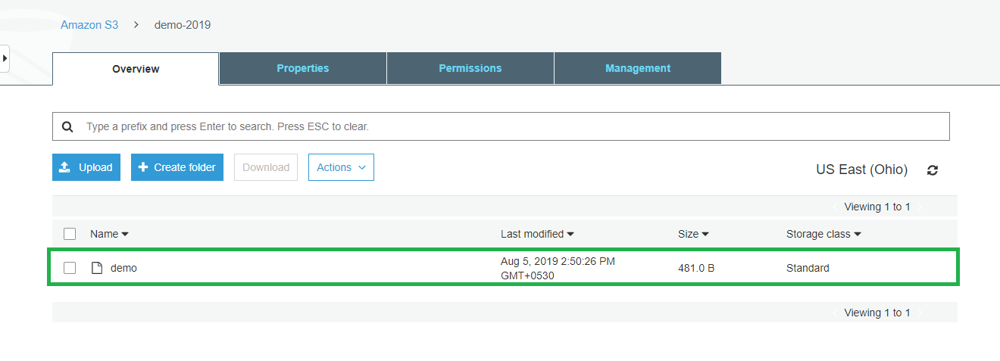 Amazon S3 > demo-2019
Overview Properties Permissions Management
Type a prefix and press Enter to search. Press ESC to clear.
Upload Create folder Download Actions US East (Ohio)
Viewing 1 to 1
Name Last modified Size Storage class
demo Aug 5, 2019 2:50:26 PM 481.0 B Standard
GMT+0530
Viewing 1 to 1